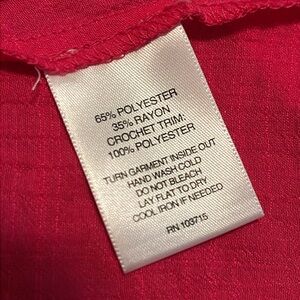 65% POLYESTER
35% RAYON
CROCHET TRIM:
100% POLYESTER
TURN GARMENT INSIDE OUT
HAND WASH COLD
DO NOT BLEACH
LAY FLAT TO DRY
COOL IRON IF NEEDED
RN 103715